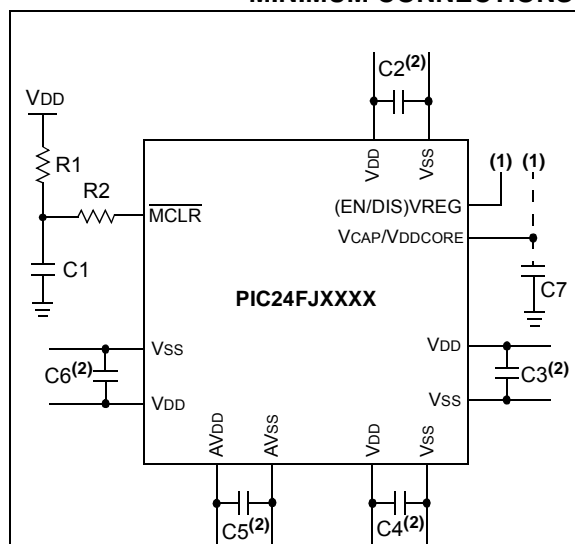 MINIMUM CONNECTIONS
C2(2)
VDD
R1
R2
VDD
VSS
(1) (1)
MCLR
(EN/DIS)VREG
VCAP/VDDCORE
C1
C7
PIC24FJXXXX
VSS
VDD
C6(2)
C3(2)
VDD
VSS
AVDD
AVSS
VDD
VSS
C5(2)
C4(2)